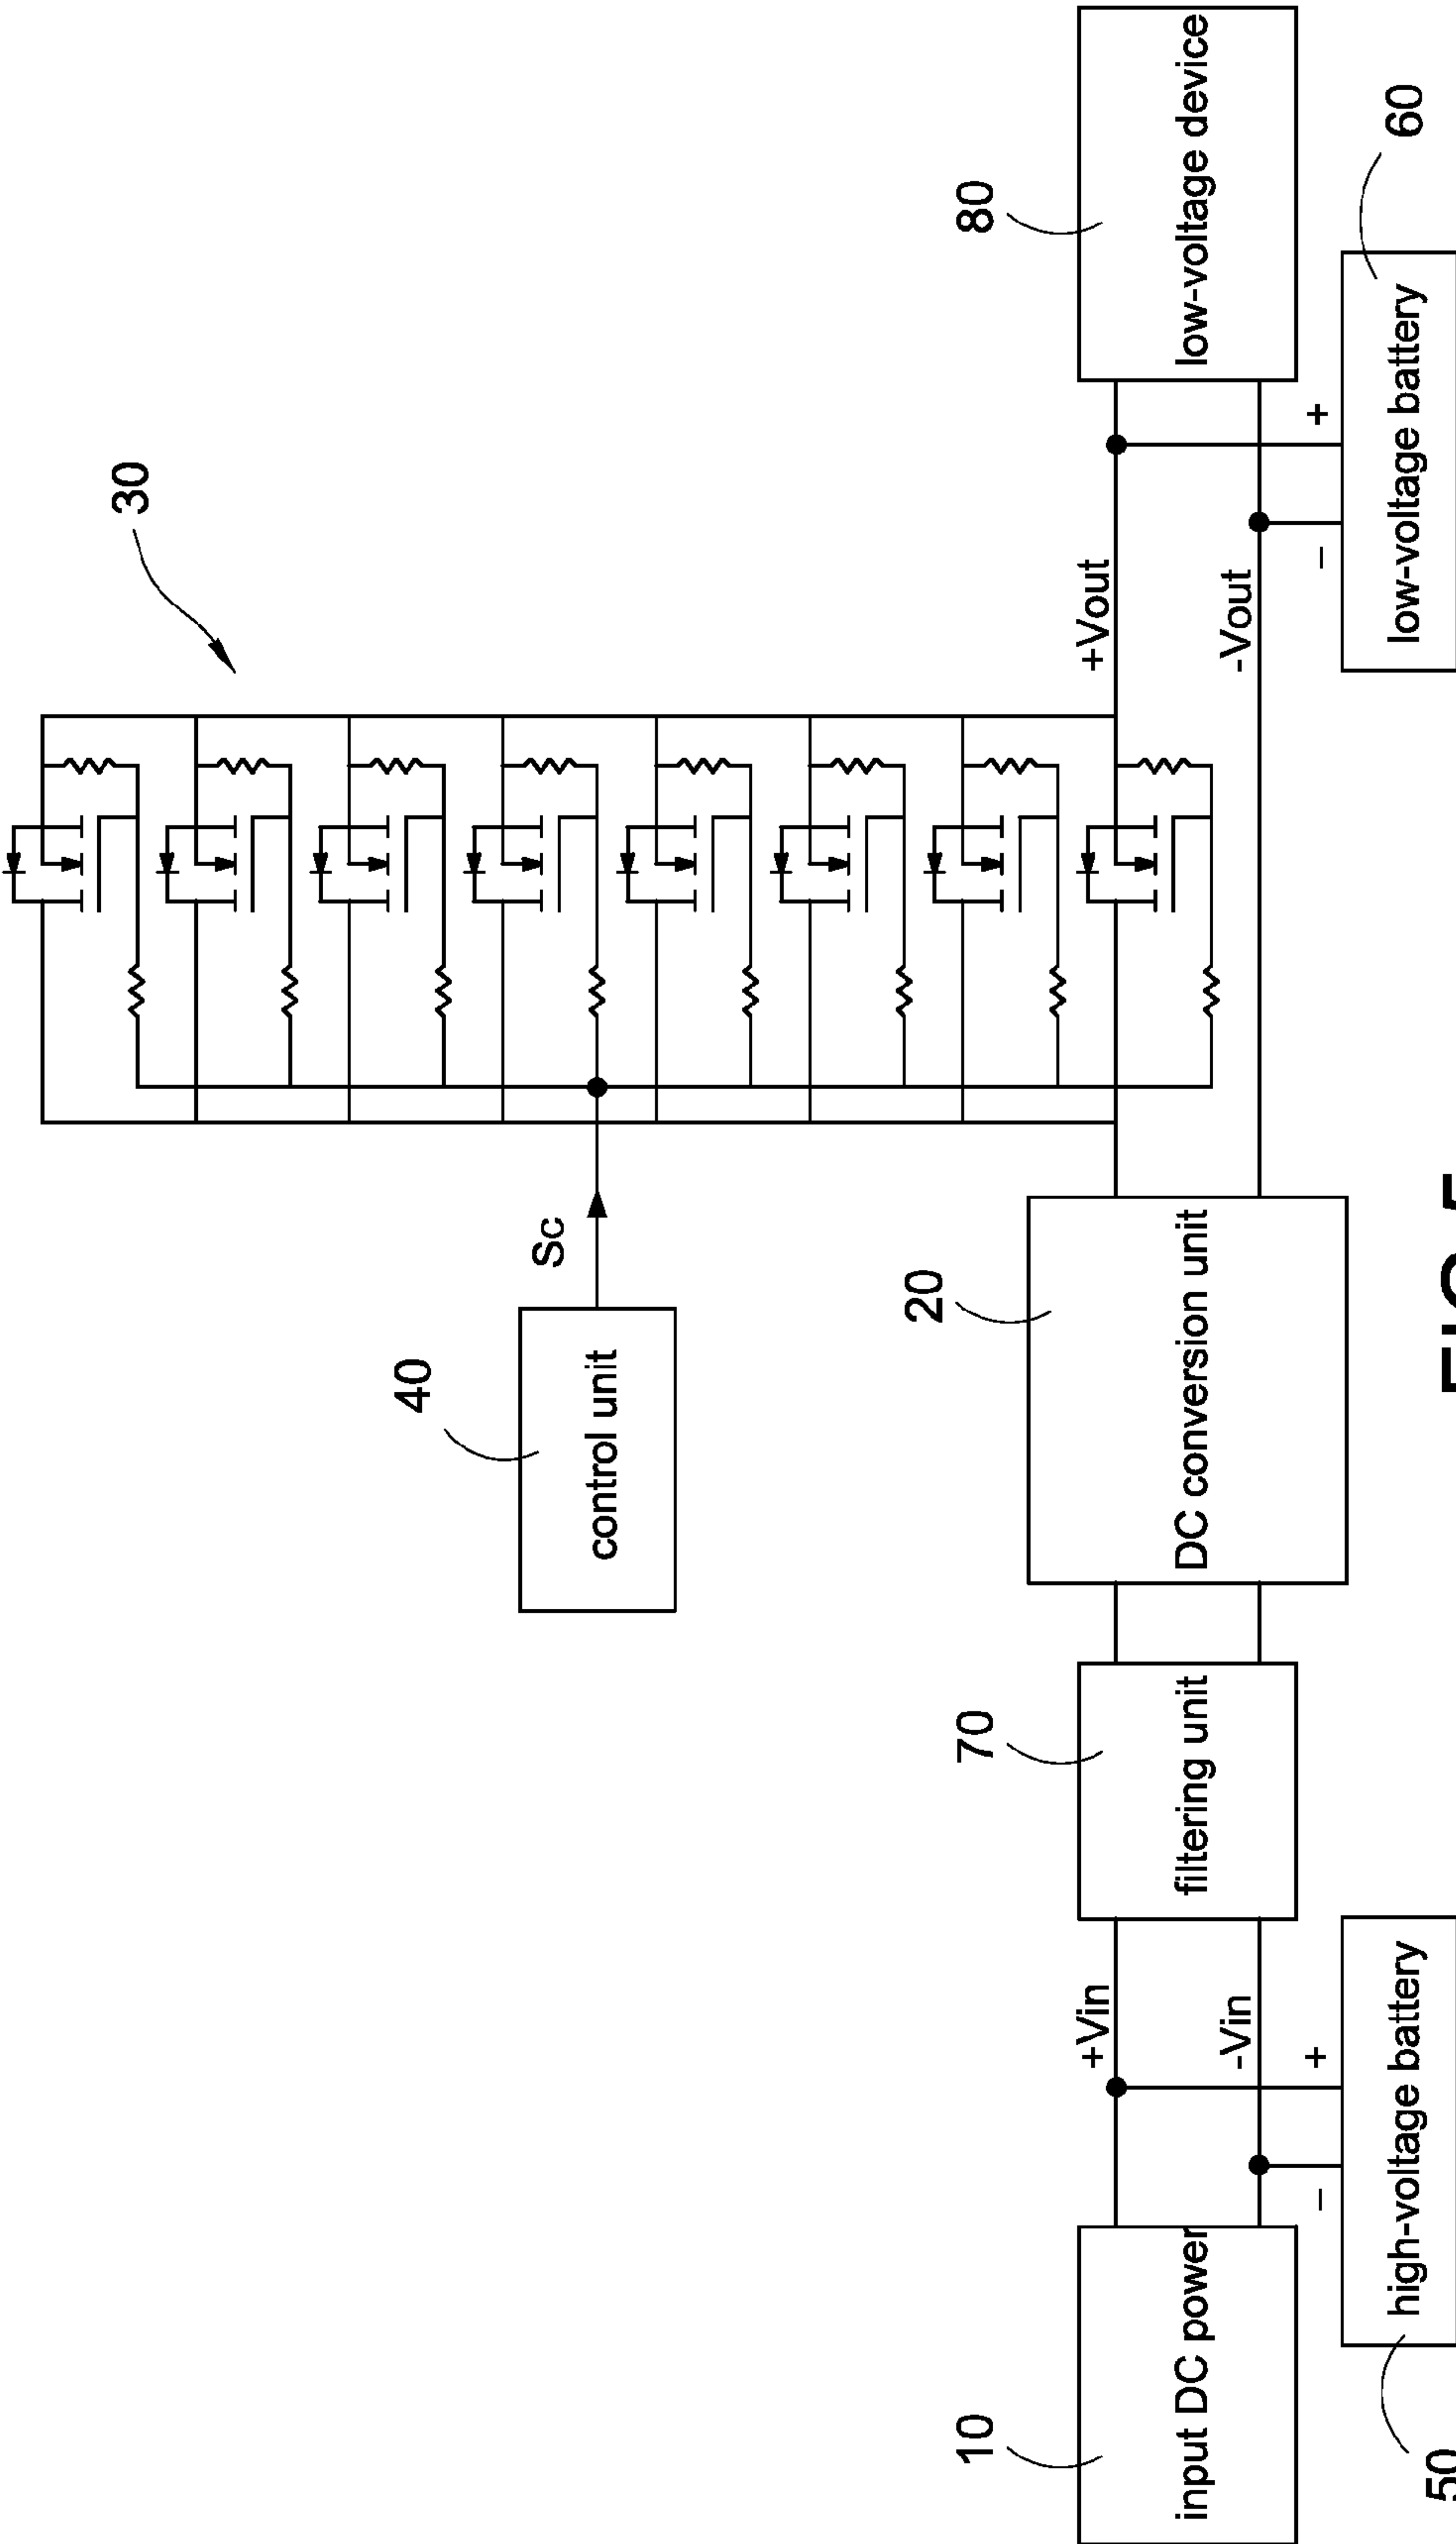 30
40
Sc
control unit
20
10
70
80
+Vin
+Vout
input DC power
filtering unit
DC conversion unit
low-voltage device
-Vin
-Vout
− +
− +
high-voltage battery
low-voltage battery
60
50